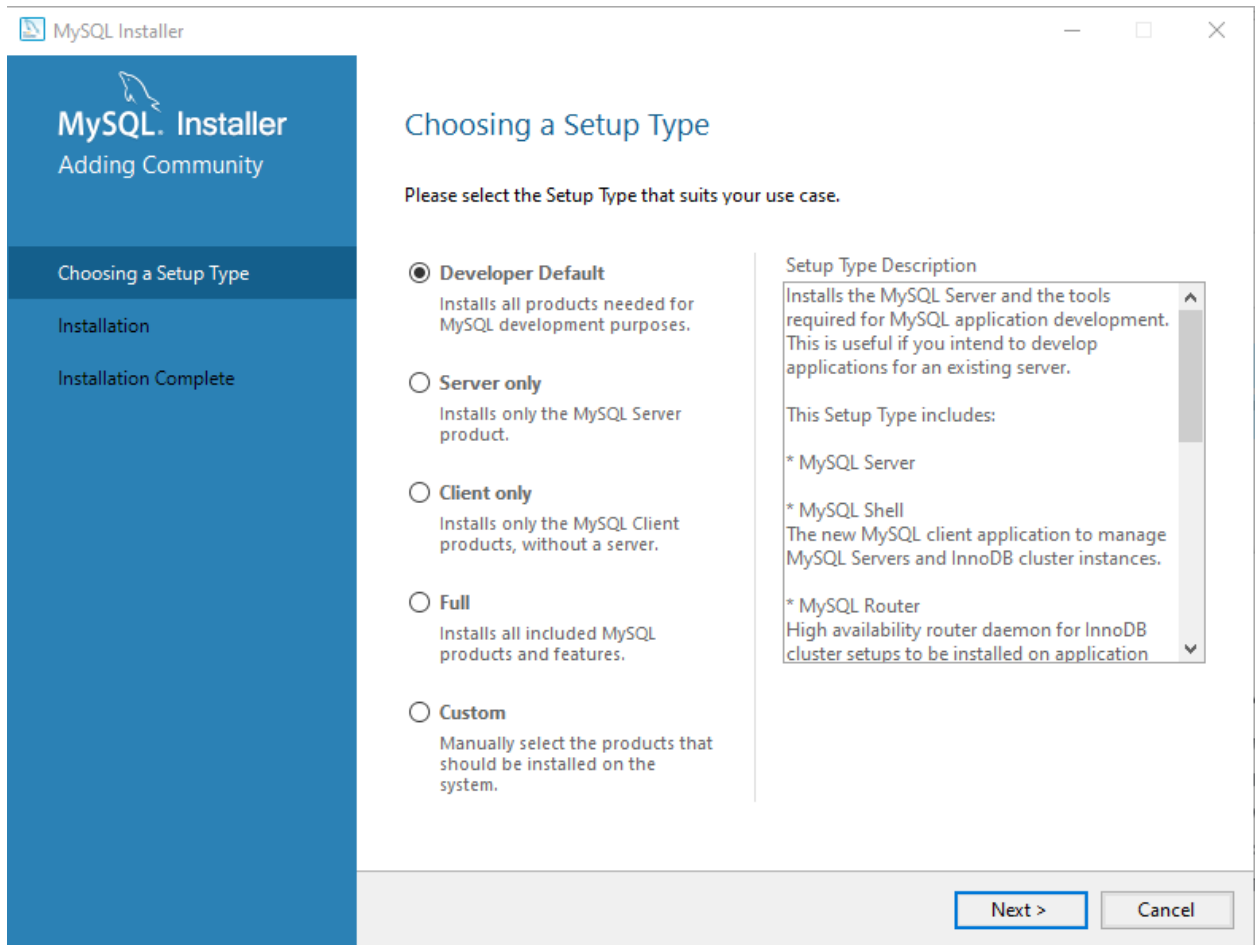 MySQL Installer
MySQL. Installer
Adding Community
Choosing a Setup Type
Installation
Installation Complete
Choosing a Setup Type
Please select the Setup Type that suits your use case.
Developer Default
Installs all products needed for
MySQL development purposes.
Server only
Installs only the MySQL Server
product.
Client only
Installs only the MySQL Client
products, without a server.
Full
Installs all included MySQL
products and features.
Custom
Manually select the products that
should be installed on the
system.
Setup Type Description
Installs the MySQL Server and the tools
required for MySQL application development.
This is useful if you intend to develop
applications for an existing server.
This Setup Type includes:
* MySQL Server
* MySQL Shell
The new MySQL client application to manage
MySQL Servers and InnoDB cluster instances.
* MySQL Router
High availability router daemon for InnoDB
cluster setups to be installed on application
Next >
Cancel